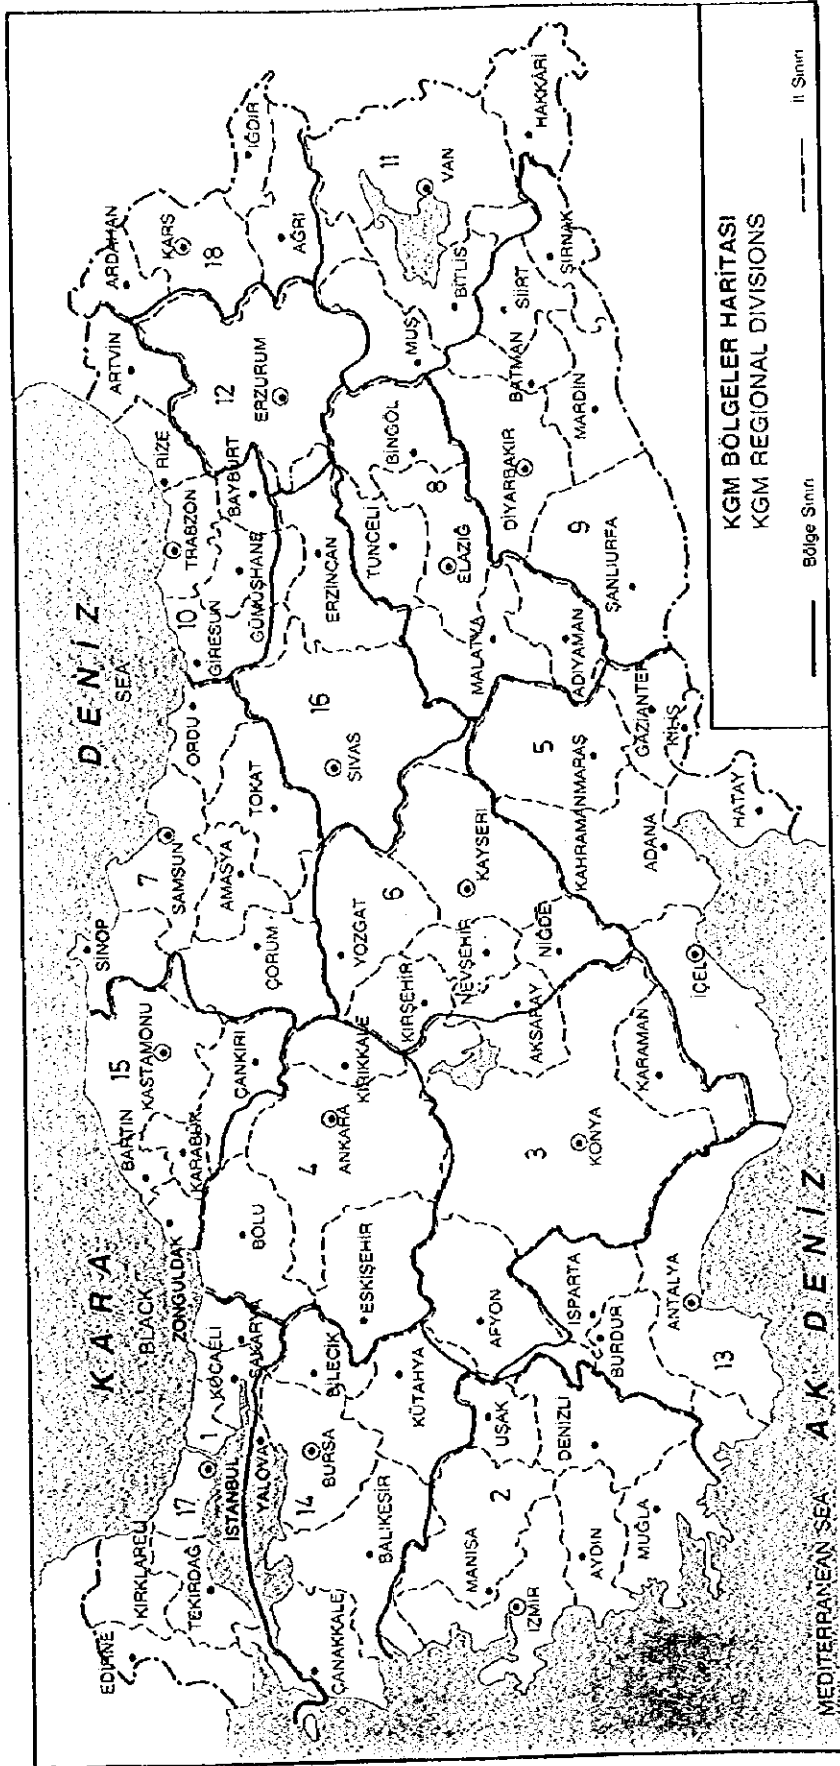 KARA DENİZ
BLACK SEA
EDİRNE
KIRKLARELİ
TEKİRDAĞ
17
İSTANBUL
1
KOCAELİ
SAKARYA
YALOVA
ZONGULDAK
BARTIN
KARABÜK
15
KASTAMONU
SİNOP
7
SAMSUN
ORDU
10
GİRESUN
TRABZON
RİZE
ARTVİN
ARDAHAN
KARS
18
IĞDIR
AĞRI
ÇANAKKALE
14
BURSA
BALIKESİR
BİLECİK
KÜTAHYA
BOLU
ESKİŞEHİR
4
ANKARA
ÇANKIRI
KIRIKKALE
ÇORUM
AMASYA
TOKAT
GÜMÜŞHANE
BAYBURT
12
ERZURUM
YOZGAT
6
KIRŞEHİR
NEVŞEHİR
KAYSERİ
16
SİVAS
ERZİNCAN
TUNCELİ
BİNGÖL
8
ELAZIĞ
MUŞ
BİTLİS
11
VAN
HAKKÂRİ
MANİSA
2
İZMİR
UŞAK
AYDIN
DENİZLİ
MUĞLA
AFYON
ISPARTA
BURDUR
13
ANTALYA
3
KONYA
AKSARAY
NİĞDE
KARAMAN
İÇEL
ADANA
KAHRAMANMARAŞ
5
MALATYA
ADIYAMAN
GAZİANTEP
KİLİS
HATAY
DİYARBAKIR
9
ŞANLIURFA
BATMAN
MARDİN
SİİRT
ŞIRNAK
AK DENİZ
MEDITERRANEAN SEA
KGM BÖLGELER HARİTASI
KGM REGIONAL DIVISIONS
Bölge Sınırı
İl Sınırı